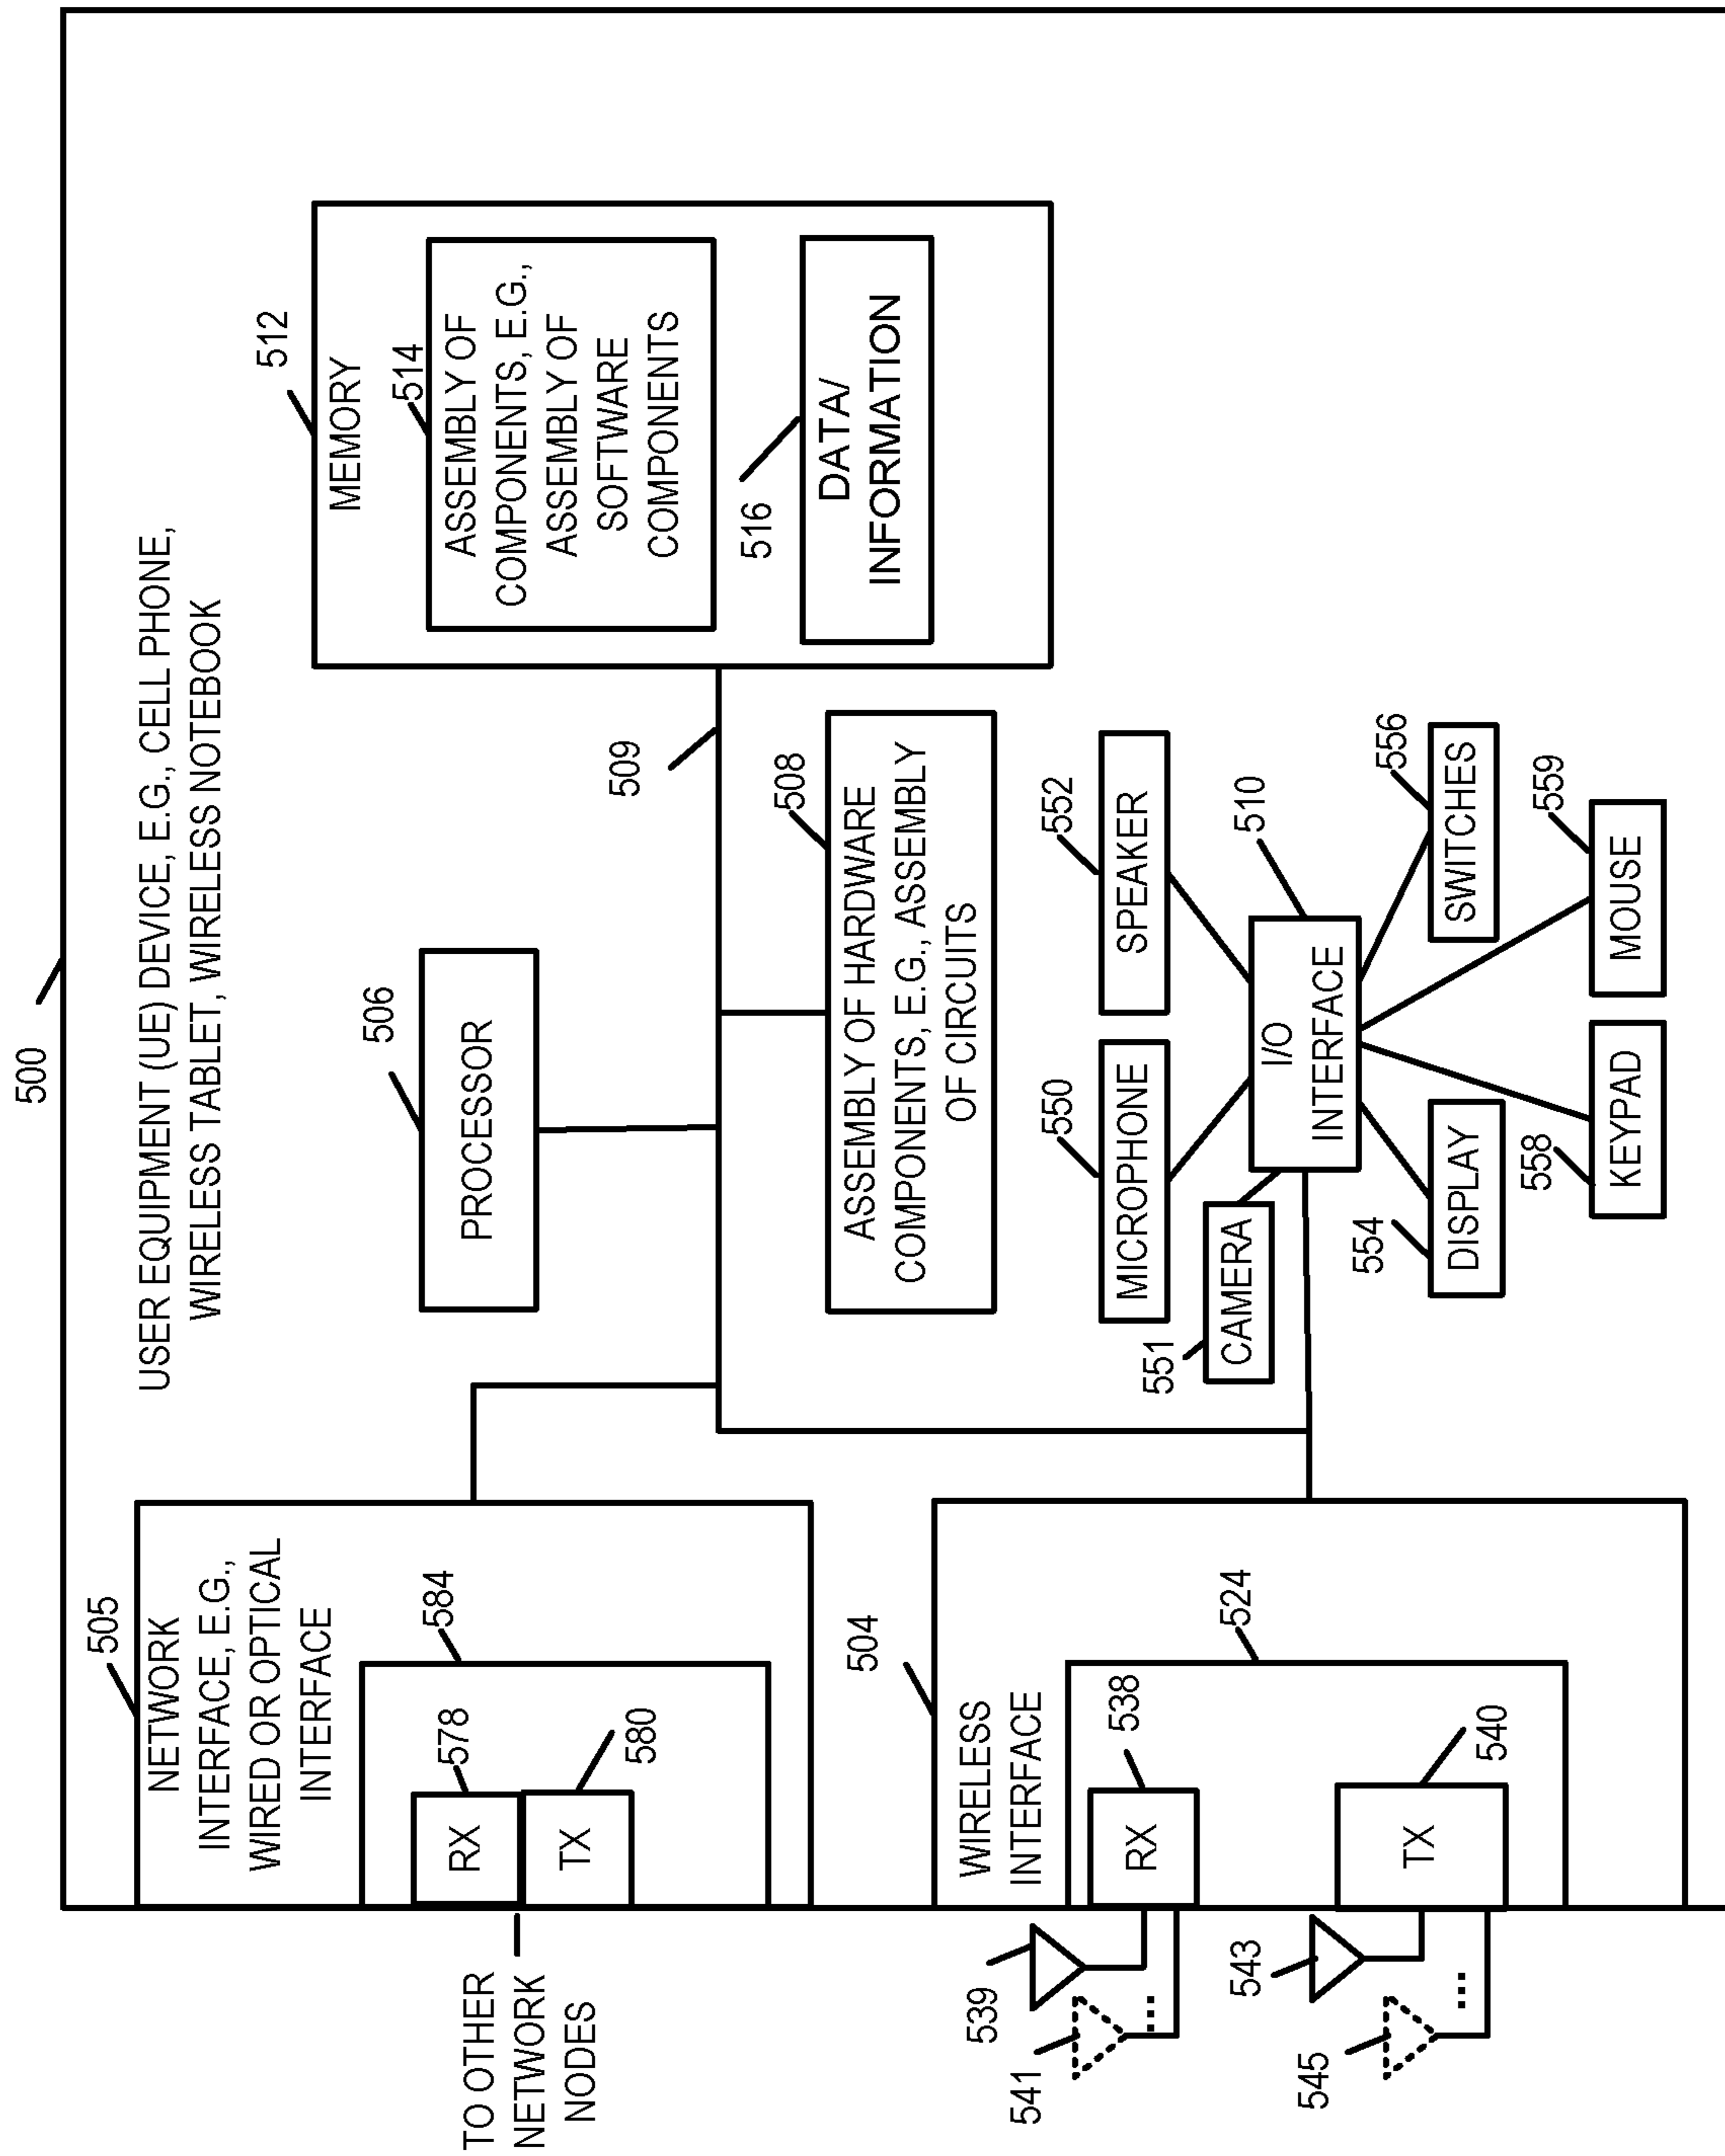 500
USER EQUIPMENT (UE) DEVICE, E.G., CELL PHONE,
WIRELESS TABLET, WIRELESS NOTEBOOK
505
NETWORK
INTERFACE, E.G.,
WIRED OR OPTICAL
INTERFACE
584
578
RX
580
TX
TO OTHER
NETWORK
NODES
506
PROCESSOR
512
MEMORY
514
ASSEMBLY OF
COMPONENTS, E.G.,
ASSEMBLY OF
SOFTWARE
COMPONENTS
516
DATA/
INFORMATION
509
508
ASSEMBLY OF HARDWARE
COMPONENTS, E.G., ASSEMBLY
OF CIRCUITS
504
WIRELESS
INTERFACE
524
538
RX
540
TX
539
541
...
543
545
...
550
MICROPHONE
552
SPEAKER
551
CAMERA
510
I/O
INTERFACE
554
DISPLAY
556
SWITCHES
558
KEYPAD
559
MOUSE